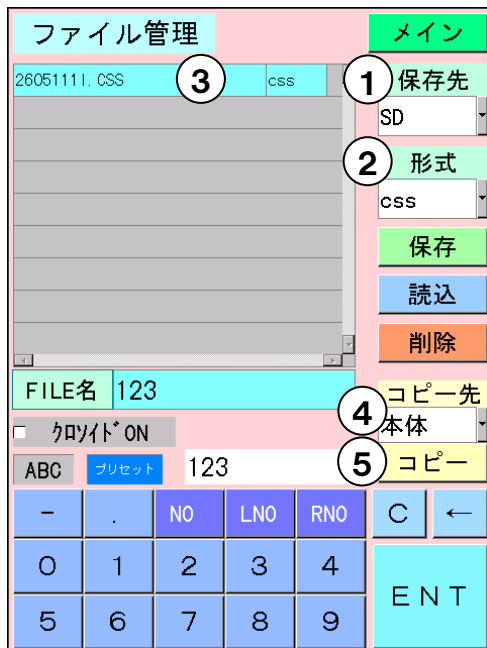 ファイル管理
メイン
26051111. CSS
css
③
① 保存先
SD
② 形式
css
保存
読込
削除
FILE名 123
コピー先
④ 本体
□ クロソイド ON
ABC プリセット 123
⑤ コピー
- . NO LNO RNO C ←
0 1 2 3 4
ENT
5 6 7 8 9